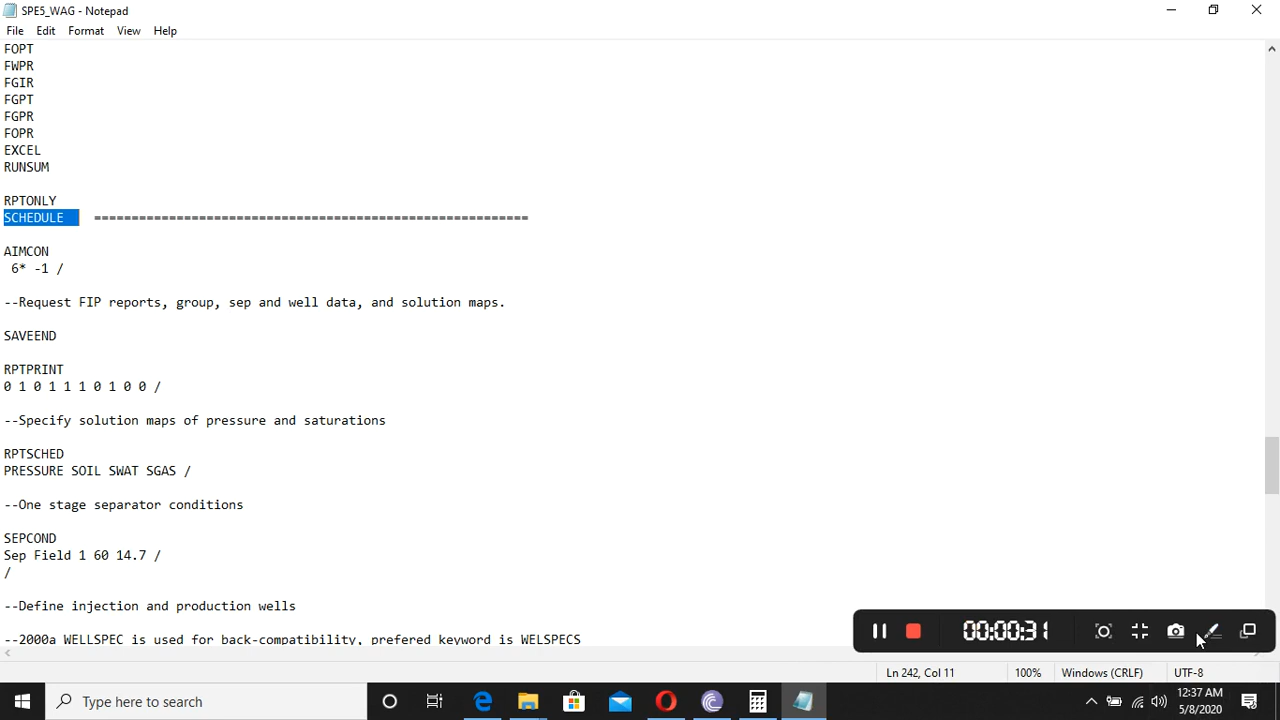 SPE5_WAG - Notepad
File Edit Format View Help
FOPT
FWPR
FGIR
FGPT
FGPR
FOPR
EXCEL
RUNSUM
RPTONLY
SCHEDULE ==========================================================
AIMCON
6* -1 /
--Request FIP reports, group, sep and well data, and solution maps.
SAVEEND
RPTPRINT
0 1 0 1 1 1 0 1 0 0 /
--Specify solution maps of pressure and saturations
RPTSCHED
PRESSURE SOIL SWAT SGAS /
--One stage separator conditions
SEPCOND
Sep Field 1 60 14.7 /
/
--Define injection and production wells
--2000a WELLSPEC is used for back-compatibility, prefered keyword is WELSPECS
00:00:31
Ln 242, Col 11 100% Windows (CRLF) UTF-8
Type here to search
12:37 AM
5/8/2020